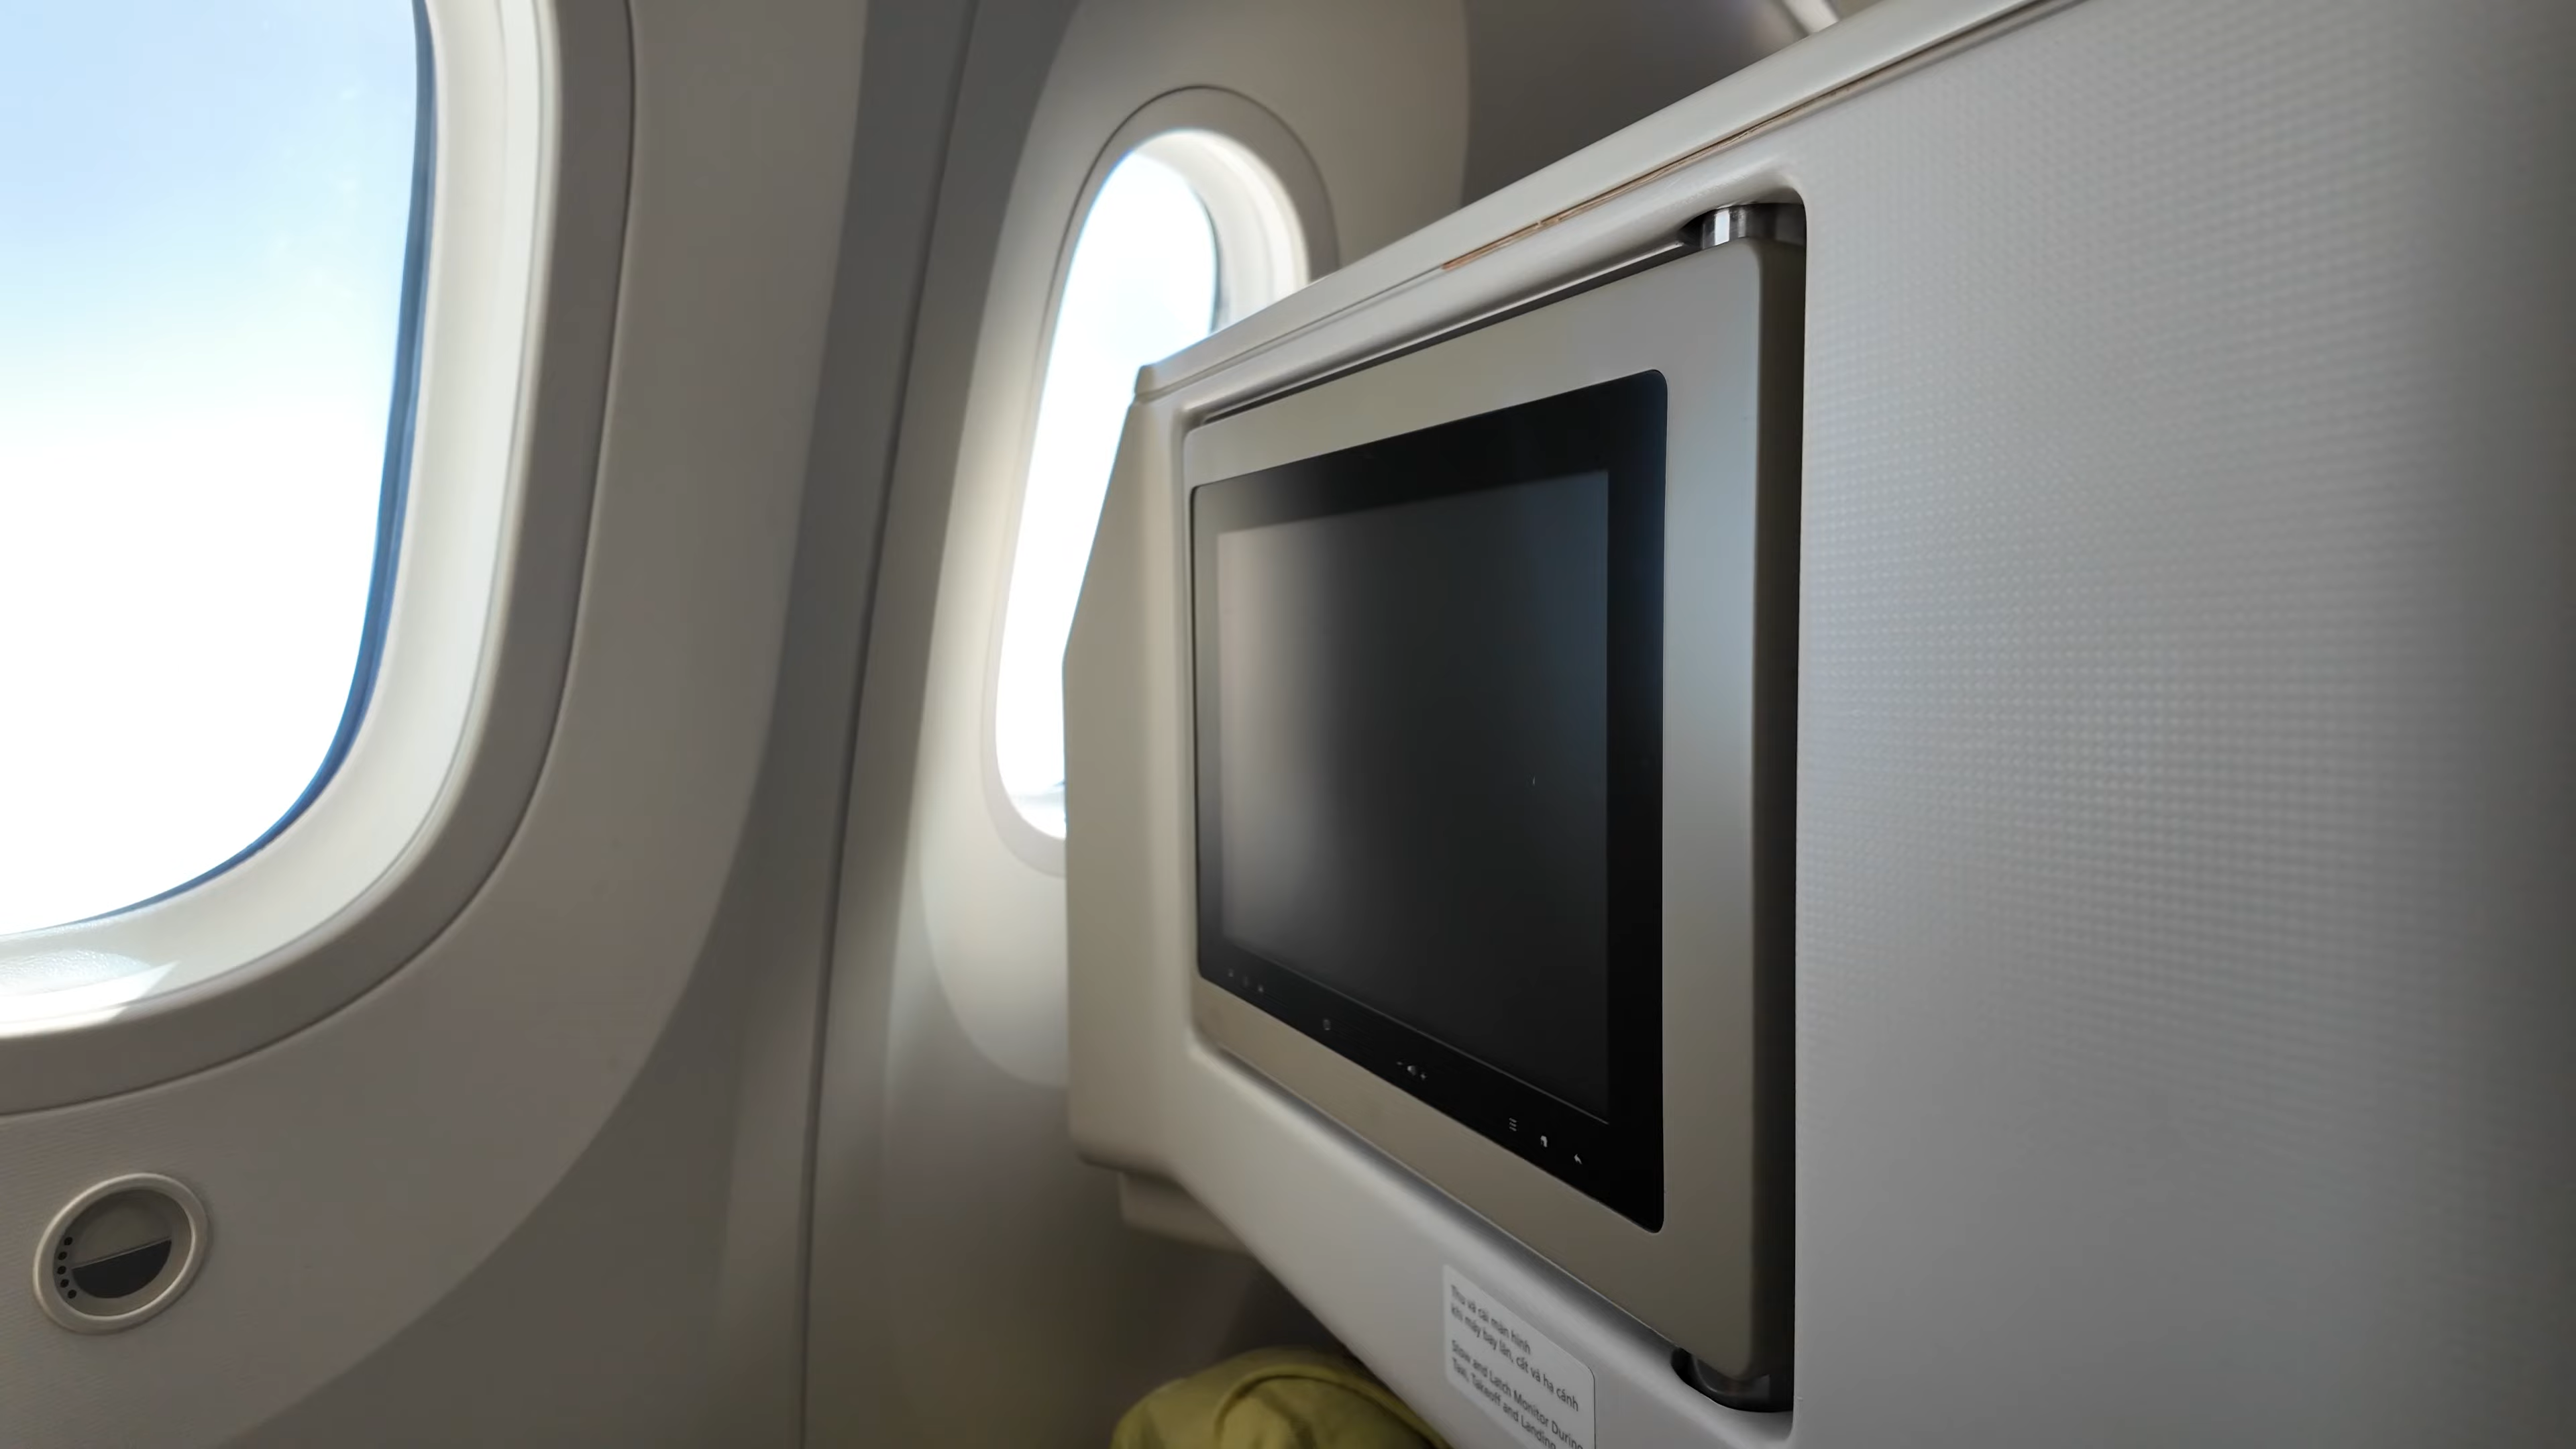 Thu và cài màn hình
khi máy bay lăn, cất và hạ cánh
Stow and Latch Monitor During
Taxi, Takeoff and Landing